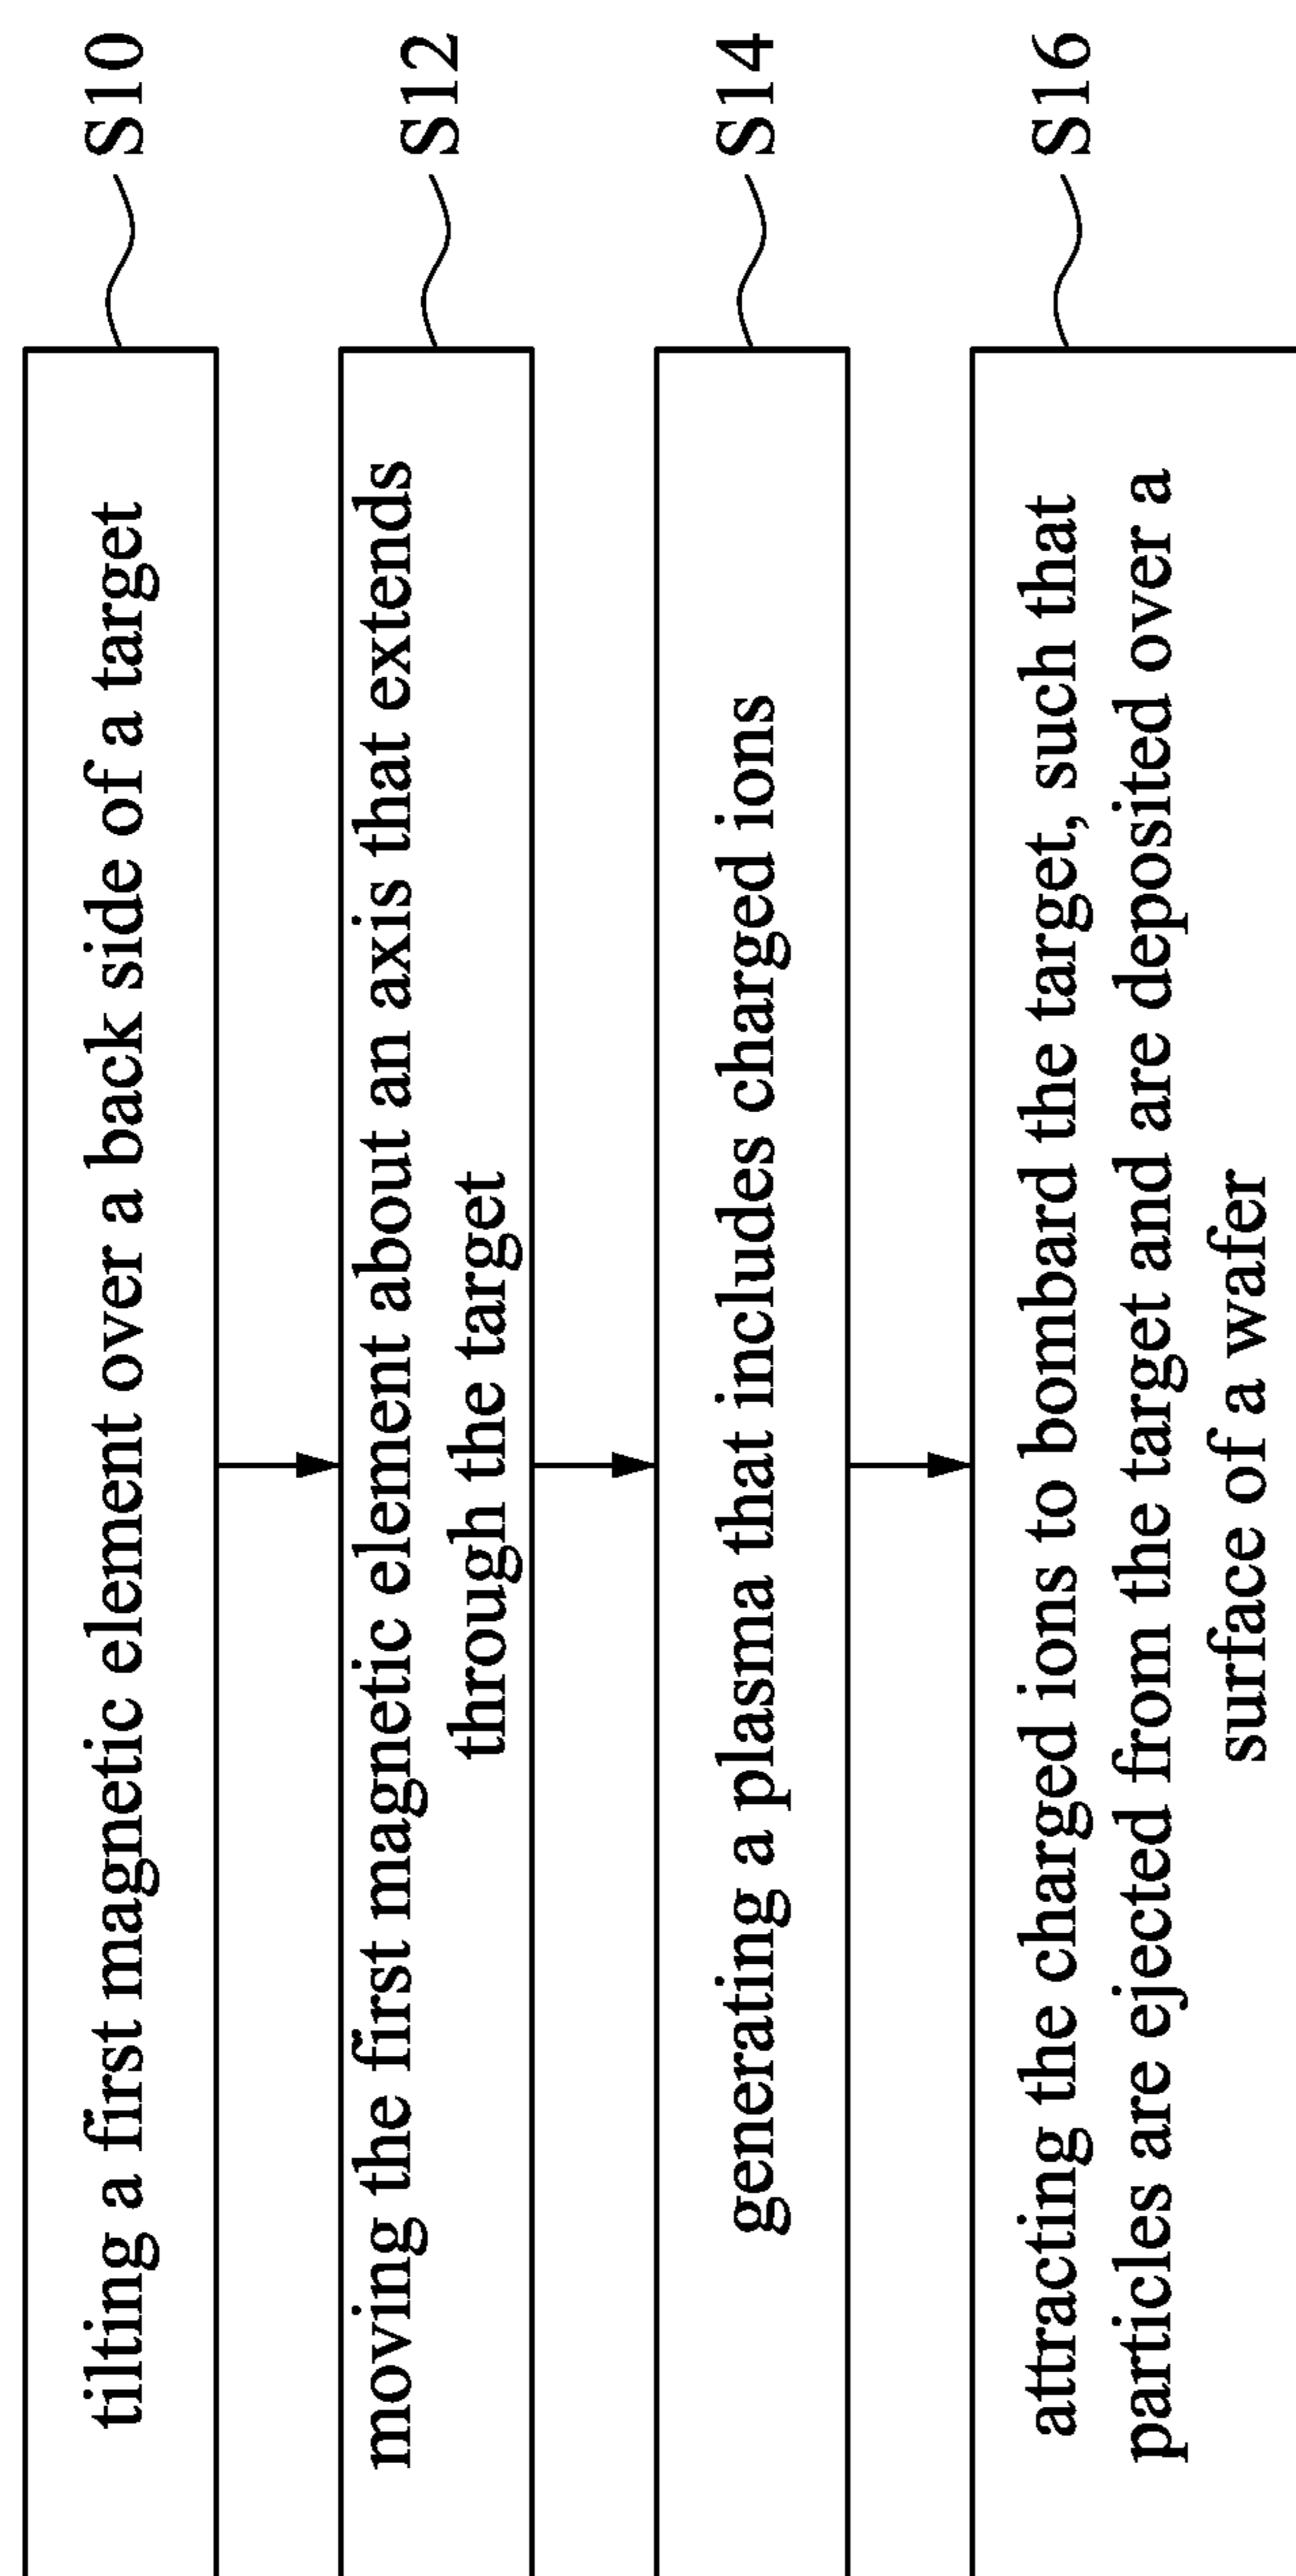 tilting a first magnetic element over a back side of a target
S10
moving the first magnetic element about an axis that extends
through the target
S12
generating a plasma that includes charged ions
S14
attracting the charged ions to bombard the target, such that
particles are ejected from the target and are deposited over a
surface of a wafer
S16